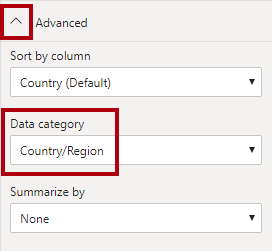 Advanced
Sort by column
Country (Default)
Data category
Country/Region
Summarize by
None